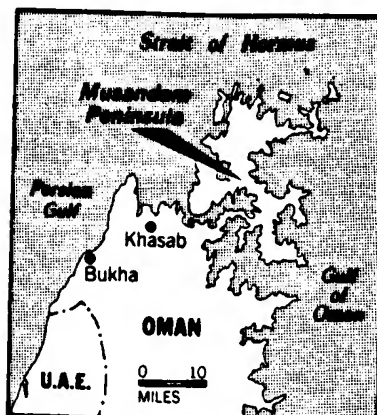 Strait of Hormuz
Musandam
Peninsula
Persian
Gulf
Khasab
Bukha
Gulf
of
Oman
OMAN
U.A.E.
0 10
MILES